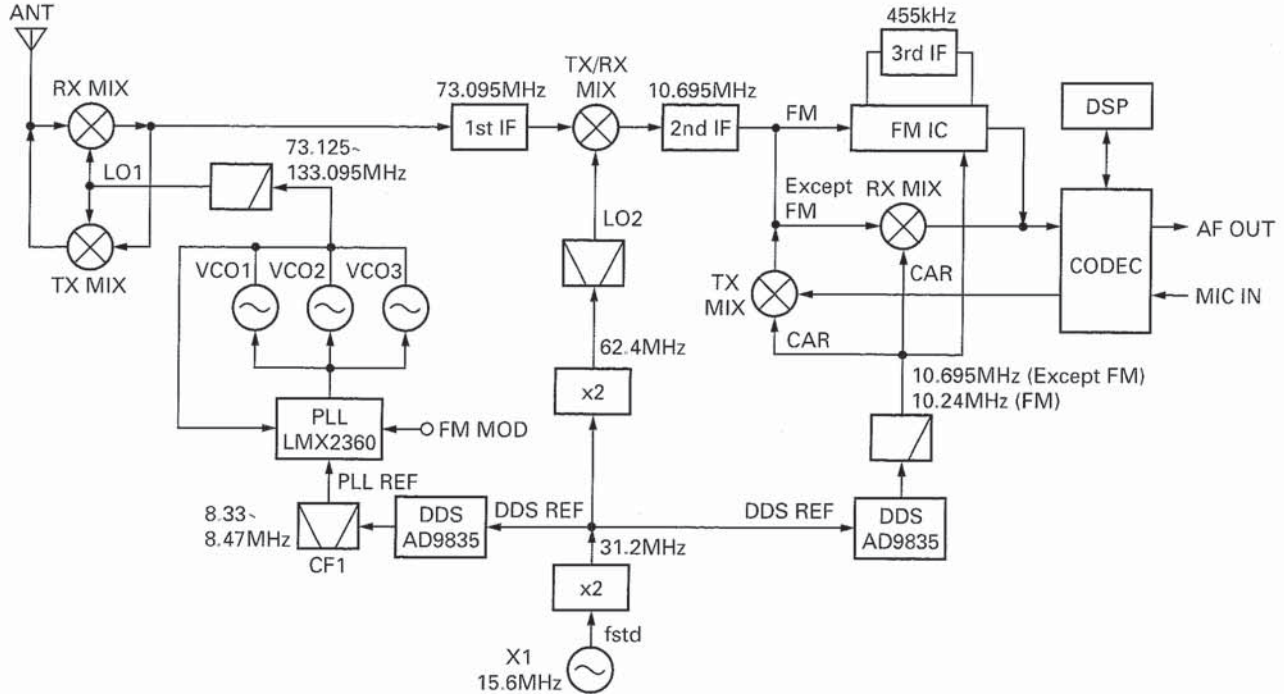 ANT
RX MIX
LO1
TX MIX
73.125~
133.095MHz
73.095MHz
1st IF
TX/RX
MIX
10.695MHz
2nd IF
455kHz
3rd IF
FM
FM IC
DSP
Except
FM
RX MIX
CODEC
AF OUT
MIC IN
TX
MIX
CAR
CAR
LO2
VCO1
VCO2
VCO3
62.4MHz
x2
10.695MHz (Except FM)
10.24MHz (FM)
PLL
LMX2360
FM MOD
PLL REF
8.33~
8.47MHz
CF1
DDS
AD9835
DDS REF
DDS REF
DDS
AD9835
31.2MHz
x2
fstd
X1
15.6MHz